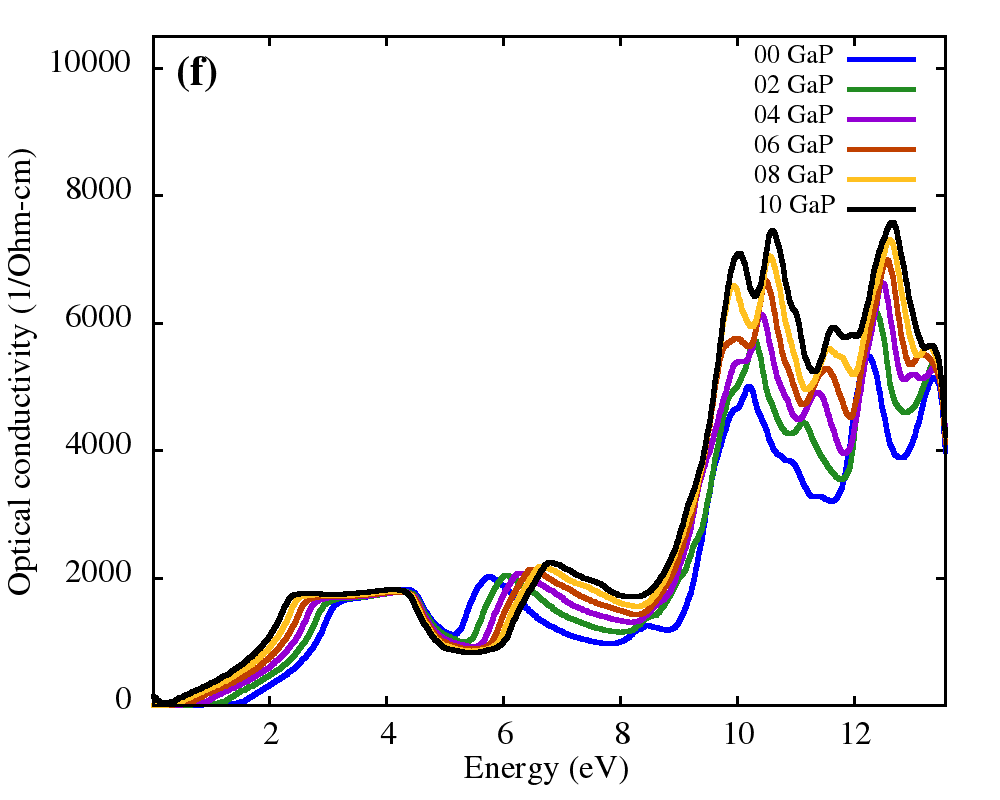 (f)
00 GaP
02 GaP
04 GaP
06 GaP
08 GaP
10 GaP
Optical conductivity (1/Ohm-cm)
10000
8000
6000
4000
2000
0
2 4 6 8 10 12
Energy (eV)